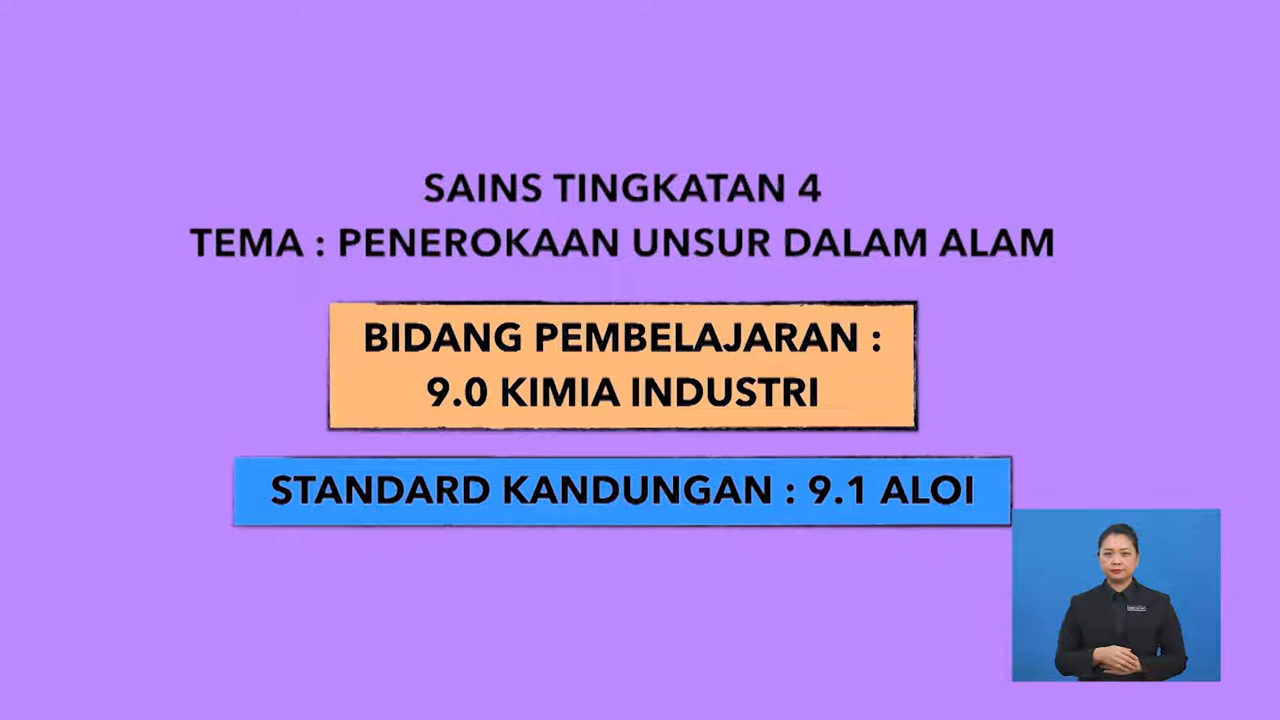 SAINS TINGKATAN 4
TEMA : PENEROKAAN UNSUR DALAM ALAM
BIDANG PEMBELAJARAN :
9.0 KIMIA INDUSTRI
STANDARD KANDUNGAN : 9.1 ALOI